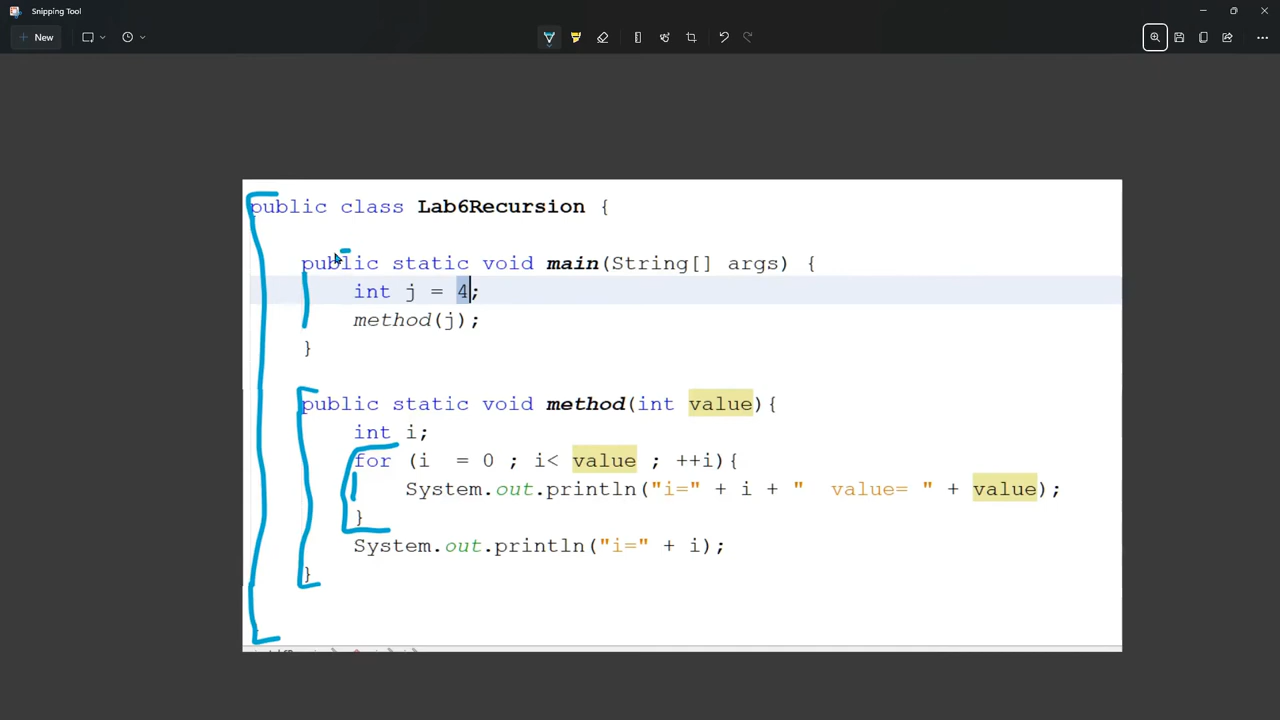 Snipping Tool
New
public class Lab6Recursion {
public static void main(String[] args) {
int j = 4;
method(j);
}
public static void method(int value){
int i;
for (i  = 0 ; i< value ; ++i){
System.out.println("i=" + i + "  value= " + value);
}
System.out.println("i=" + i);
}